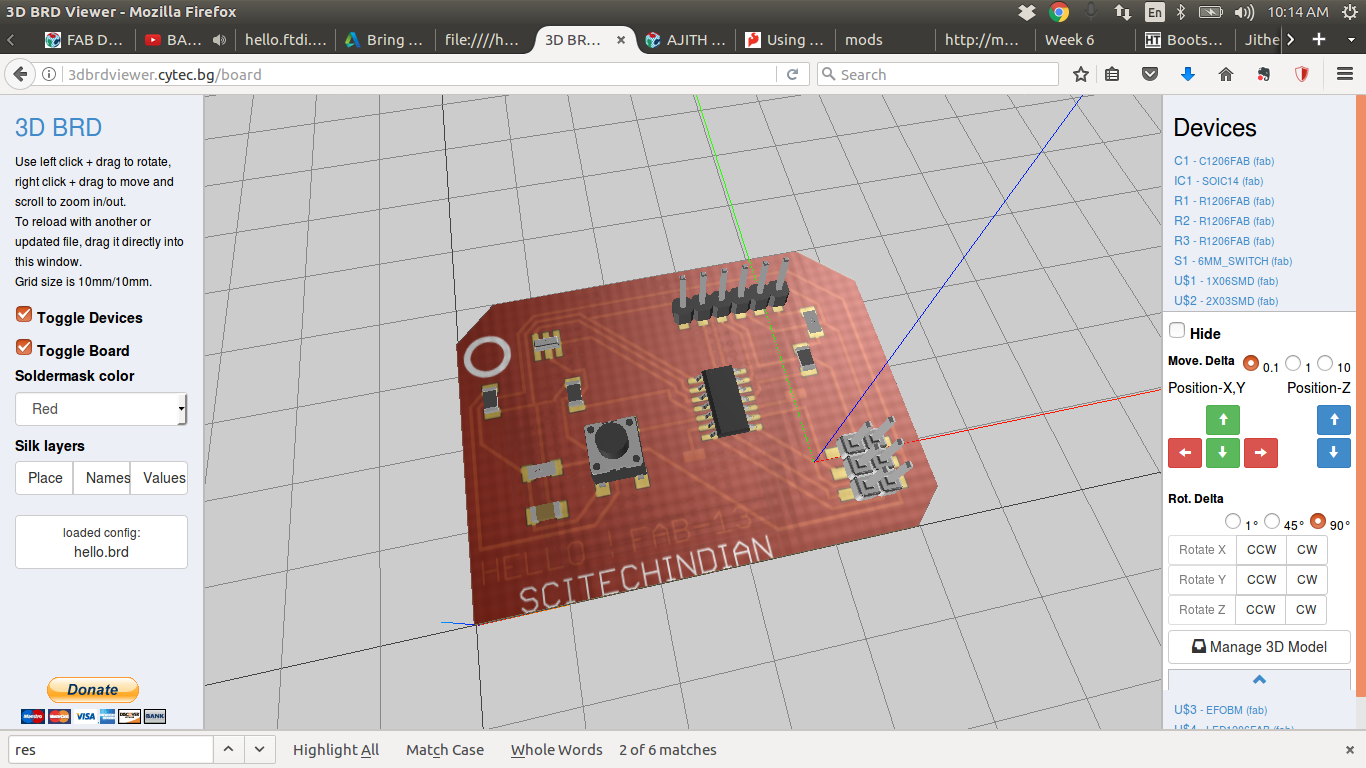 3D BRD Viewer - Mozilla Firefox
En
10:14 AM
FAB D...
BA...
hello.ftdi....
Bring ...
file:////h...
3D BR...
AJITH ...
Using ...
mods
http://m...
Week 6
HT Boots...
Jithe
3dbrdviewer.cytec.bg/board
Search
3D BRD
Use left click + drag to rotate,
right click + drag to move and
scroll to zoom in/out.
To reload with another or
updated file, drag it directly into
this window.
Grid size is 10mm/10mm.
Toggle Devices
Toggle Board
Soldermask color
Red
Silk layers
Place Names Values
loaded config:
hello.brd
Donate
VISA
BANK
HELLO : FAB-13
SCITECHINDIAN
Devices
C1 - C1206FAB (fab)
IC1 - SOIC14 (fab)
R1 - R1206FAB (fab)
R2 - R1206FAB (fab)
R3 - R1206FAB (fab)
S1 - 6MM_SWITCH (fab)
U$1 - 1X06SMD (fab)
U$2 - 2X03SMD (fab)
Hide
Move. Delta 0.1 1 10
Position-X,Y Position-Z
Rot. Delta
1° 45° 90°
Rotate X CCW CW
Rotate Y CCW CW
Rotate Z CCW CW
Manage 3D Model
U$3 - EFOBM (fab)
U$4 - LED1206FAB (fab)
res
Highlight All
Match Case
Whole Words
2 of 6 matches